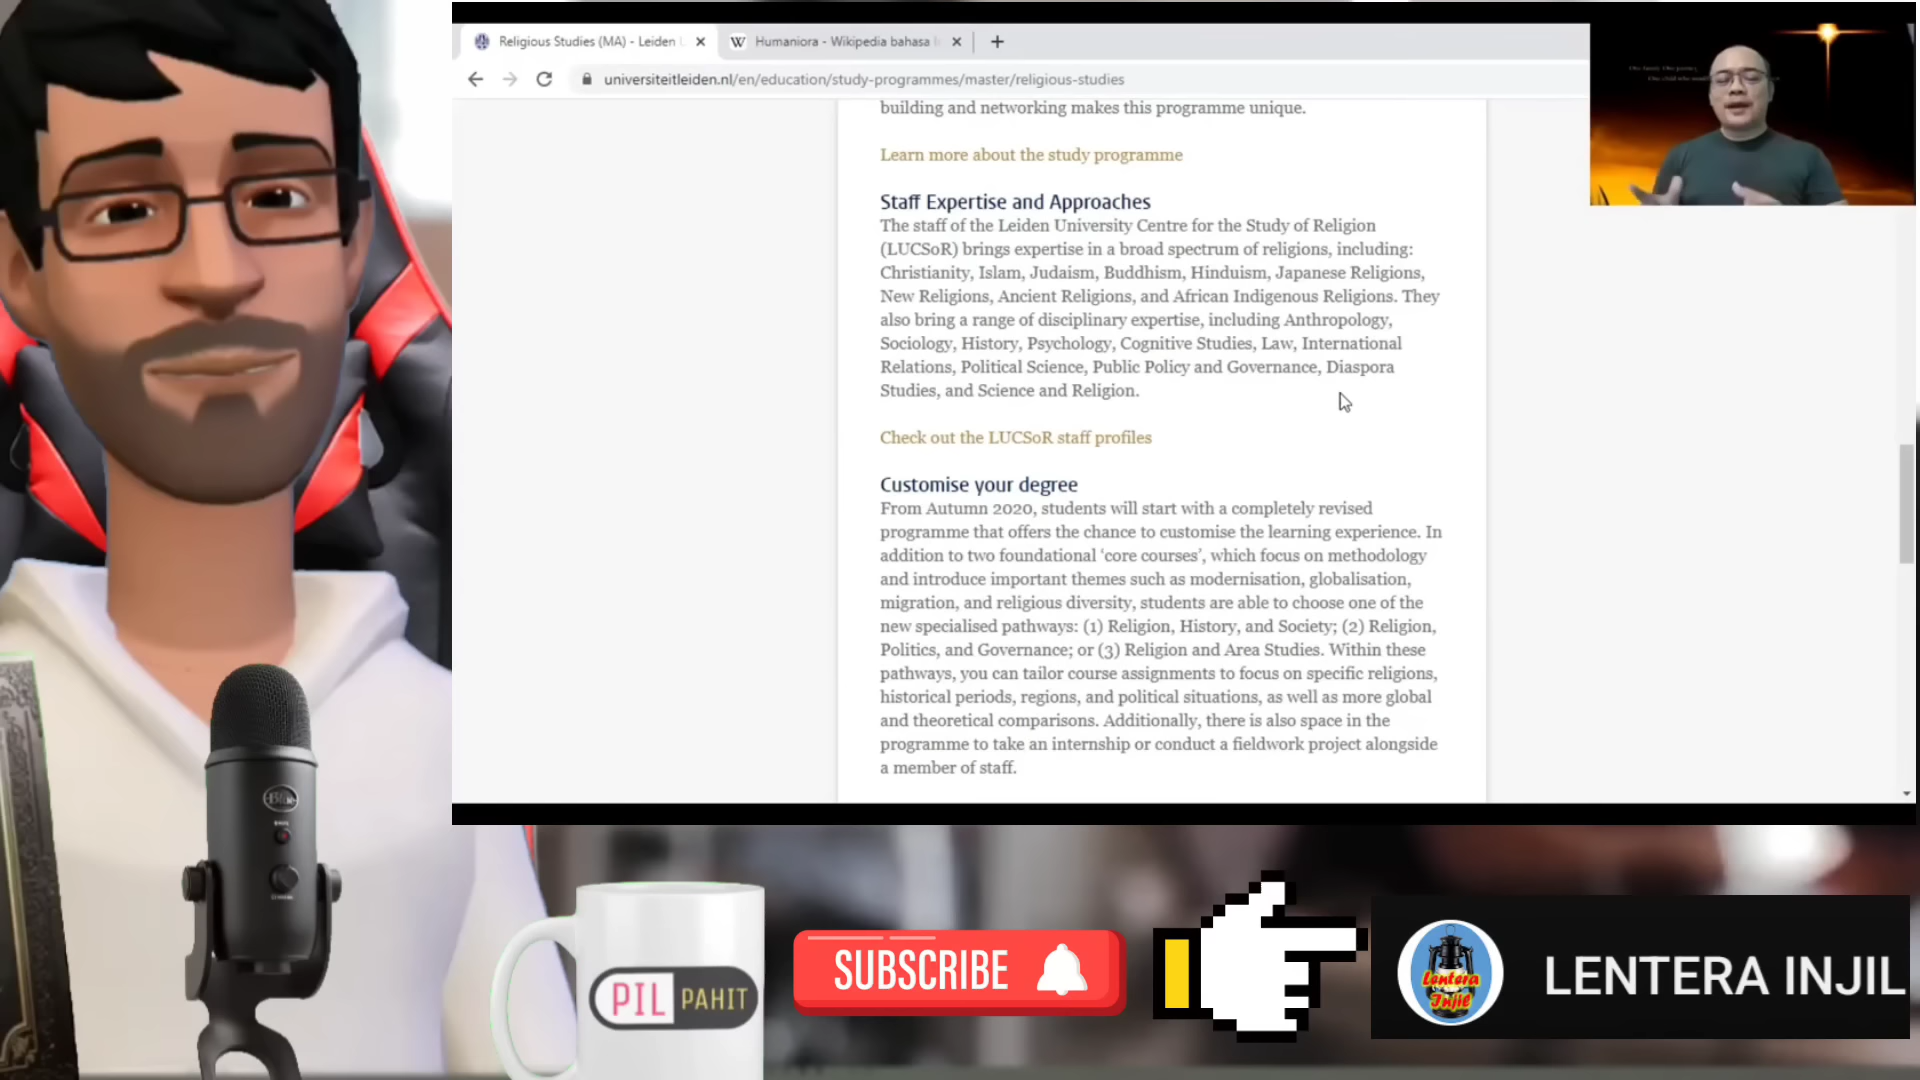 Religious Studies (MA) - Leiden
Humaniora - Wikipedia bahasa
universiteitleiden.nl/en/education/study-programmes/master/religious-studies
building and networking makes this programme unique.
Learn more about the study programme
Staff Expertise and Approaches
The staff of the Leiden University Centre for the Study of Religion
(LUCSoR) brings expertise in a broad spectrum of religions, including:
Christianity, Islam, Judaism, Buddhism, Hinduism, Japanese Religions,
New Religions, Ancient Religions, and African Indigenous Religions. They
also bring a range of disciplinary expertise, including Anthropology,
Sociology, History, Psychology, Cognitive Studies, Law, International
Relations, Political Science, Public Policy and Governance, Diaspora
Studies, and Science and Religion.
Check out the LUCSoR staff profiles
Customise your degree
From Autumn 2020, students will start with a completely revised
programme that offers the chance to customise the learning experience. In
addition to two foundational ‘core courses’, which focus on methodology
and introduce important themes such as modernisation, globalisation,
migration, and religious diversity, students are able to choose one of the
new specialised pathways: (1) Religion, History, and Society; (2) Religion,
Politics, and Governance; or (3) Religion and Area Studies. Within these
pathways, you can tailor course assignments to focus on specific religions,
historical periods, regions, and political situations, as well as more global
and theoretical comparisons. Additionally, there is also space in the
programme to take an internship or conduct a fieldwork project alongside
a member of staff.
Blue
PIL PAHIT
SUBSCRIBE
Lentera
Injil
LENTERA INJIL